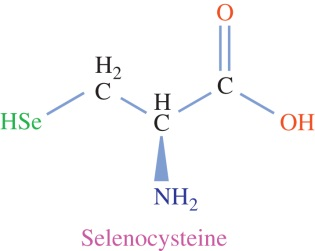 O
H₂
C
C
H
C
HSe
OH
NH₂
Selenocysteine